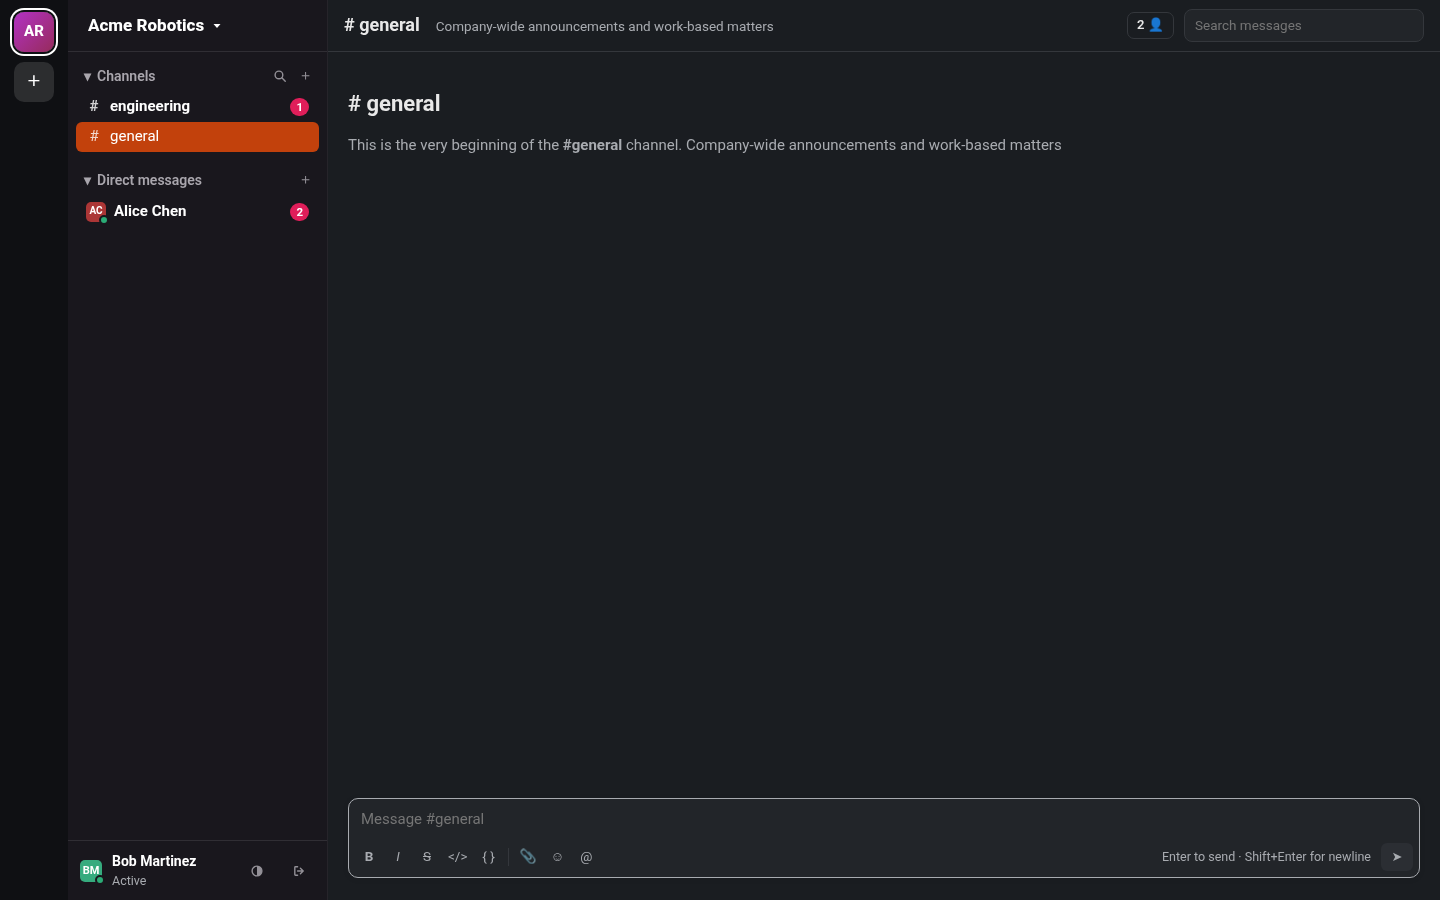 AR
+
Acme Robotics
Channels
+
# engineering 1
# general
Direct messages
+
AC Alice Chen 2
BM Bob Martinez
Active
# general Company-wide announcements and work-based matters
2
Search messages
# general
This is the very beginning of the #general channel. Company-wide announcements and work-based matters
Message #general
B I S </> { } @
Enter to send · Shift+Enter for newline